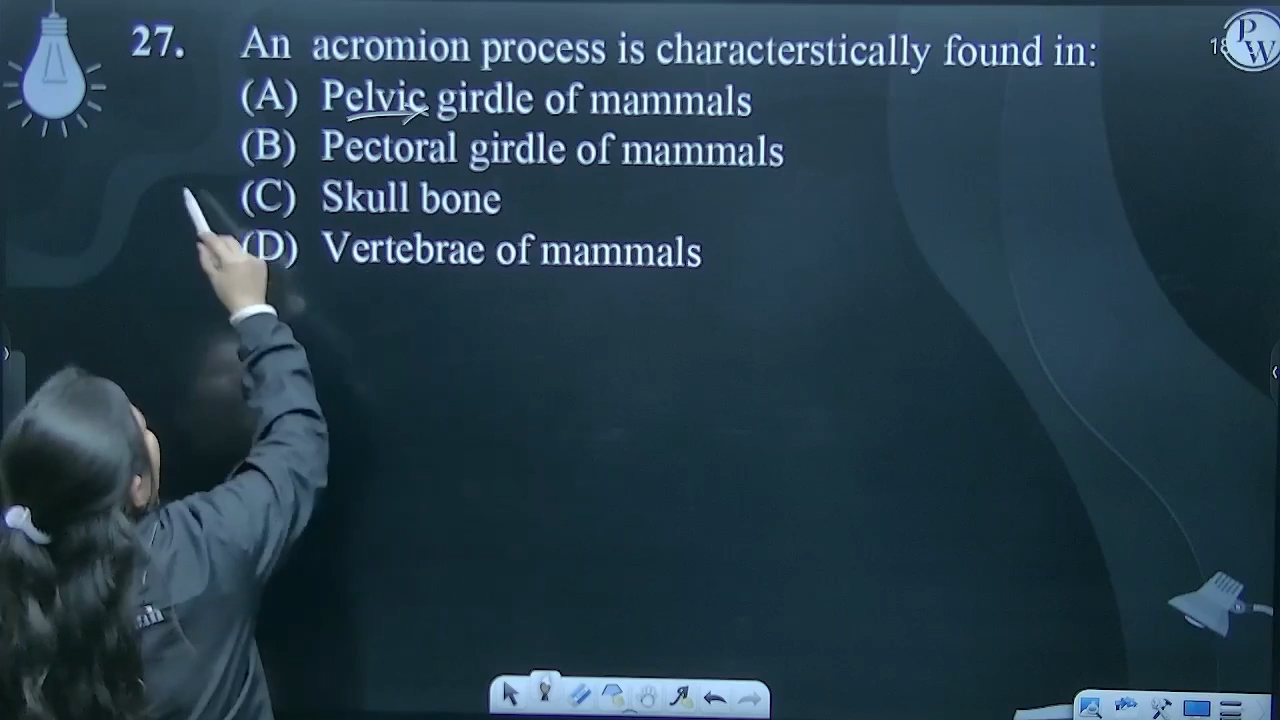 27. An acromion process is characterstically found in:
(A) Pelvic girdle of mammals
(B) Pectoral girdle of mammals
(C) Skull bone
(D) Vertebrae of mammals
PW